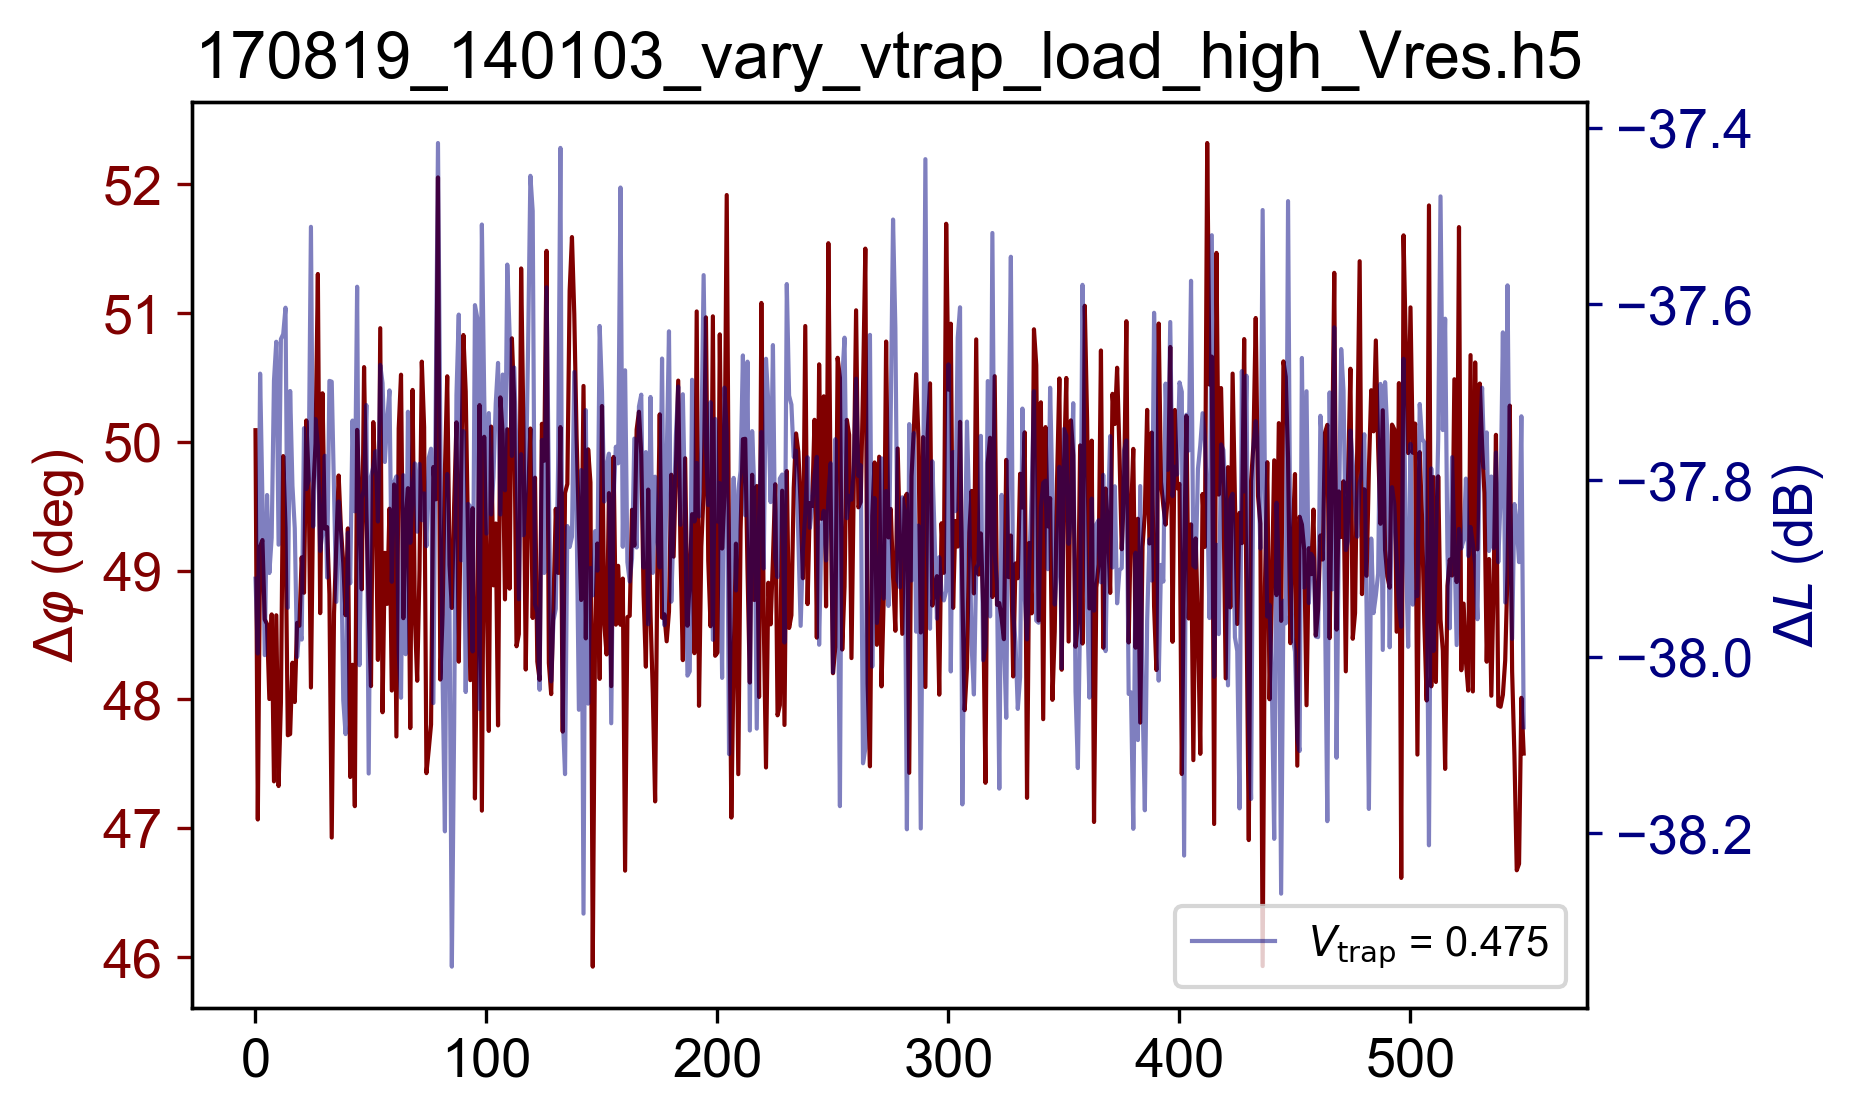 170819_140103_vary_vtrap_load_high_Vres.h5
52
51
50
49
48
47
46
Δφ (deg)
−37.4
−37.6
−37.8
−38.0
−38.2
ΔL (dB)
V_trap = 0.475
0 100 200 300 400 500